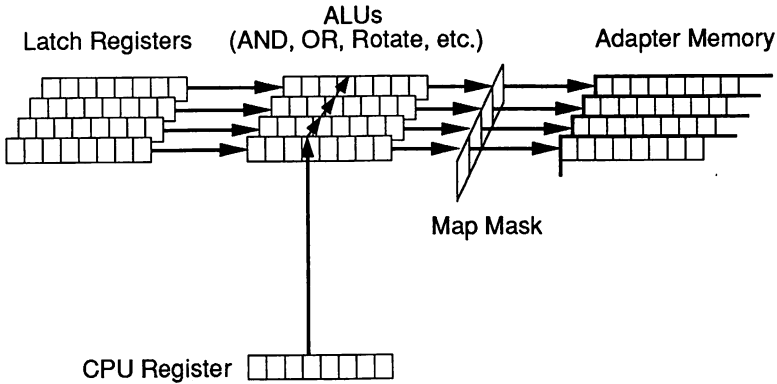 ALUs
Latch Registers
(AND, OR, Rotate, etc.)
Adapter Memory
Map Mask
CPU Register